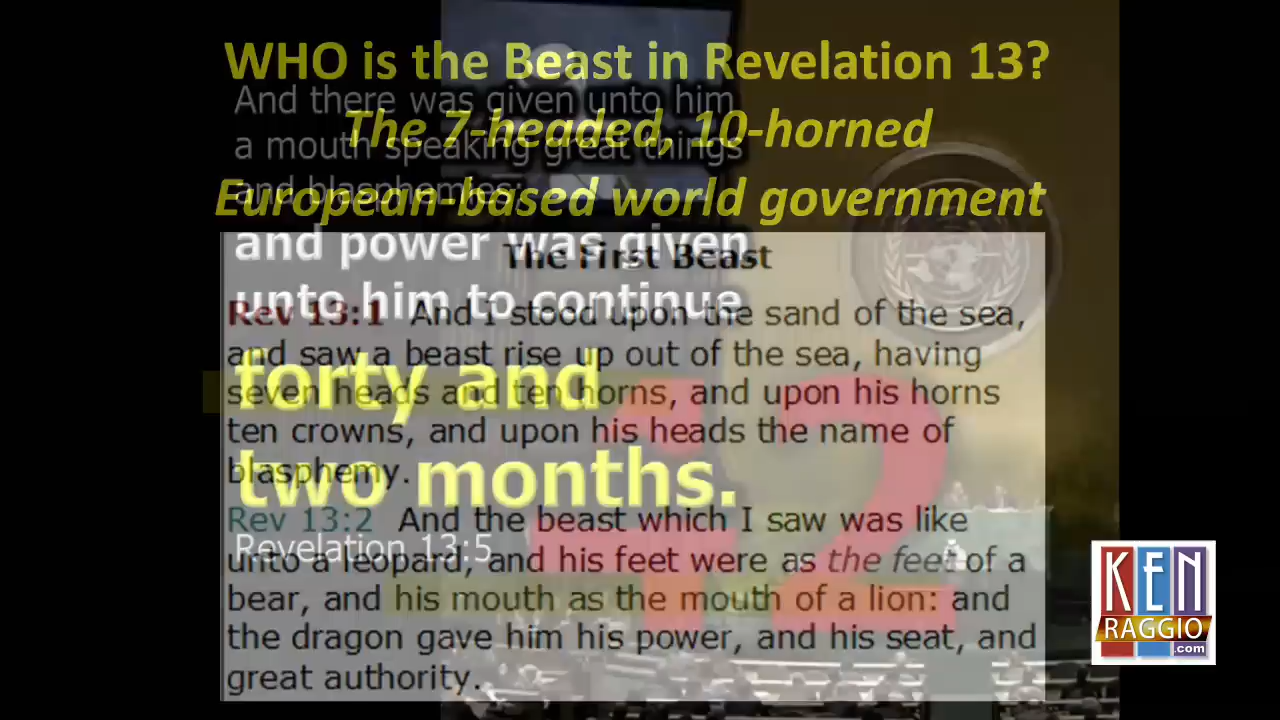 WHO is the Beast in Revelation 13?
The 7-headed, 10-horned
European-based world government
And there was given unto him
a mouth speaking great things
and blasphemies;
and power was given
unto him to continue
forty and
two months.
Revelation 13:5
The First Beast
Rev 13:1 And I stood upon the sand of the sea,
and saw a beast rise up out of the sea, having
seven heads and ten horns, and upon his horns
ten crowns, and upon his heads the name of
blasphemy.
Rev 13:2 And the beast which I saw was like
unto a leopard, and his feet were as the feet of a
bear, and his mouth as the mouth of a lion: and
the dragon gave him his power, and his seat, and
great authority.
42
KEN
RAGGIO
.com